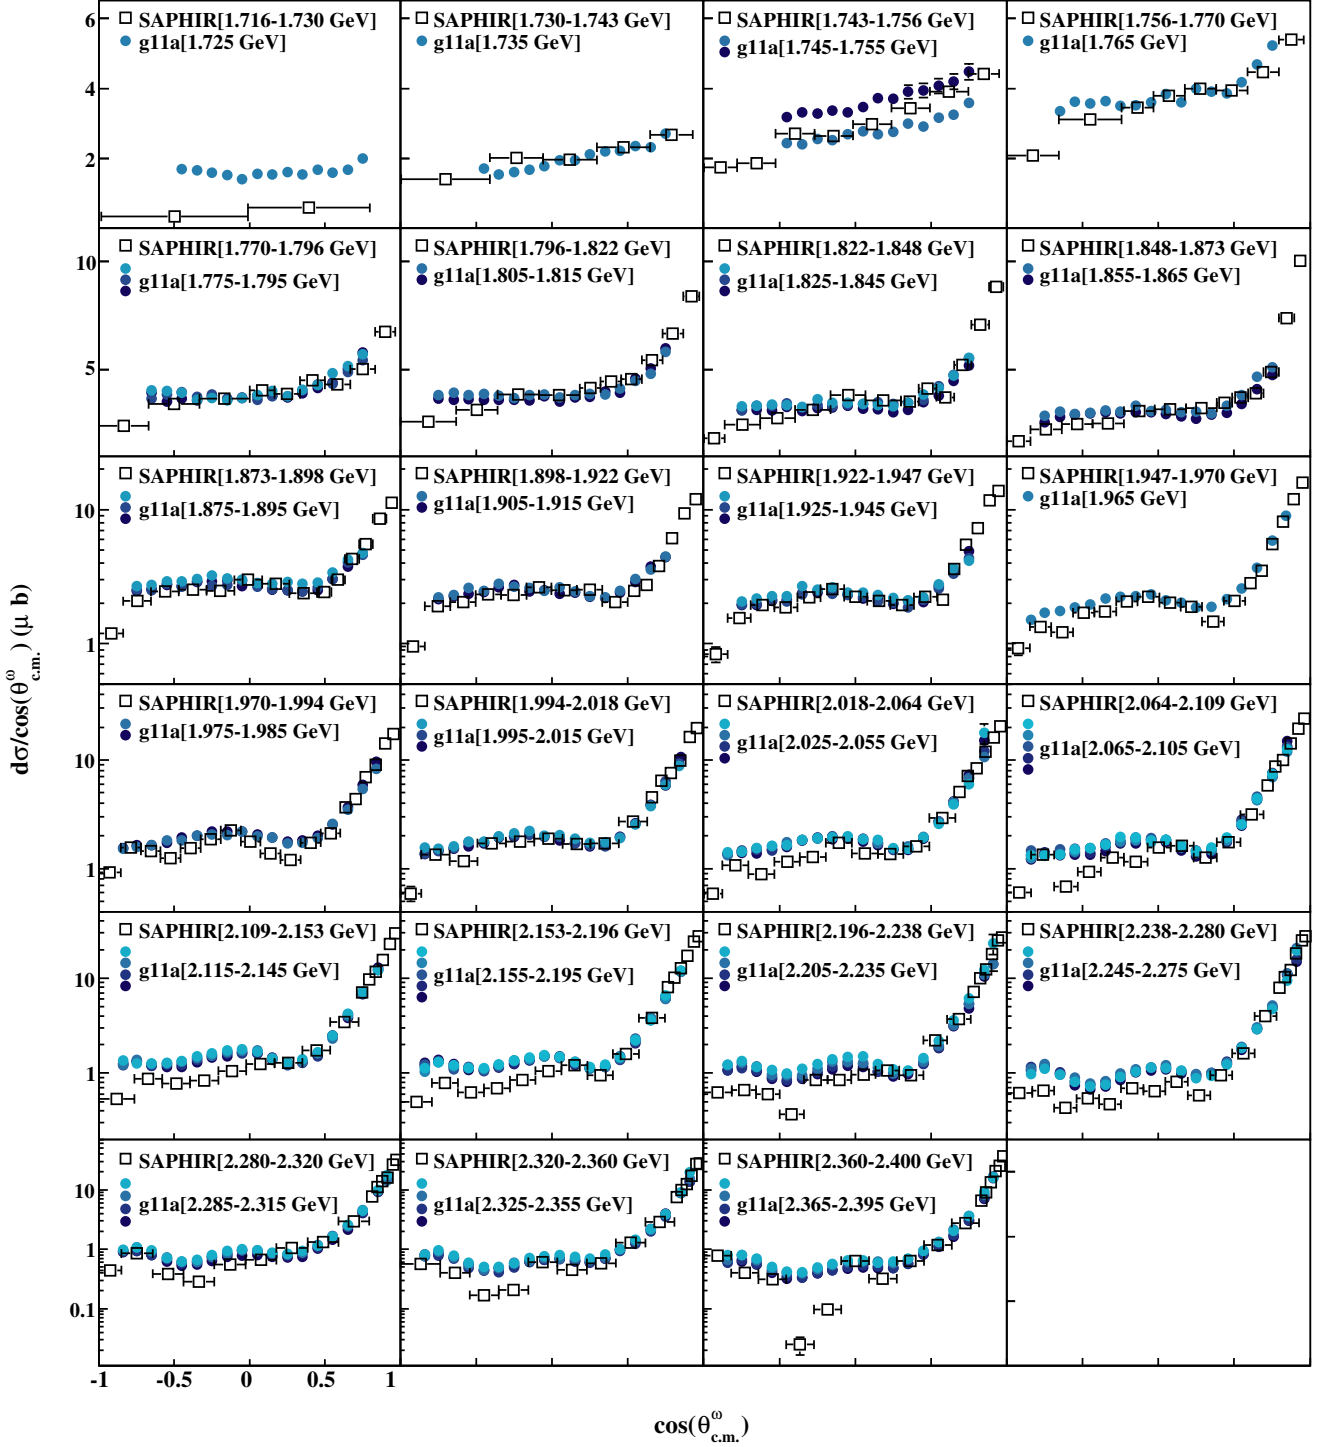 SAPHIR[1.716-1.730 GeV]
g11a[1.725 GeV]
SAPHIR[1.730-1.743 GeV]
g11a[1.735 GeV]
SAPHIR[1.743-1.756 GeV]
g11a[1.745-1.755 GeV]
SAPHIR[1.756-1.770 GeV]
g11a[1.765 GeV]
6
4
2
SAPHIR[1.770-1.796 GeV]
g11a[1.775-1.795 GeV]
SAPHIR[1.796-1.822 GeV]
g11a[1.805-1.815 GeV]
SAPHIR[1.822-1.848 GeV]
g11a[1.825-1.845 GeV]
SAPHIR[1.848-1.873 GeV]
g11a[1.855-1.865 GeV]
10
5
SAPHIR[1.873-1.898 GeV]
g11a[1.875-1.895 GeV]
SAPHIR[1.898-1.922 GeV]
g11a[1.905-1.915 GeV]
SAPHIR[1.922-1.947 GeV]
g11a[1.925-1.945 GeV]
SAPHIR[1.947-1.970 GeV]
g11a[1.965 GeV]
10
1
dσ/cos(θ^ω_c.m.) (μ b)
SAPHIR[1.970-1.994 GeV]
g11a[1.975-1.985 GeV]
SAPHIR[1.994-2.018 GeV]
g11a[1.995-2.015 GeV]
SAPHIR[2.018-2.064 GeV]
g11a[2.025-2.055 GeV]
SAPHIR[2.064-2.109 GeV]
g11a[2.065-2.105 GeV]
10
1
SAPHIR[2.109-2.153 GeV]
g11a[2.115-2.145 GeV]
SAPHIR[2.153-2.196 GeV]
g11a[2.155-2.195 GeV]
SAPHIR[2.196-2.238 GeV]
g11a[2.205-2.235 GeV]
SAPHIR[2.238-2.280 GeV]
g11a[2.245-2.275 GeV]
10
1
SAPHIR[2.280-2.320 GeV]
g11a[2.285-2.315 GeV]
SAPHIR[2.320-2.360 GeV]
g11a[2.325-2.355 GeV]
SAPHIR[2.360-2.400 GeV]
g11a[2.365-2.395 GeV]
10
1
0.1
-1 -0.5 0 0.5 1
cos(θ^ω_c.m.)